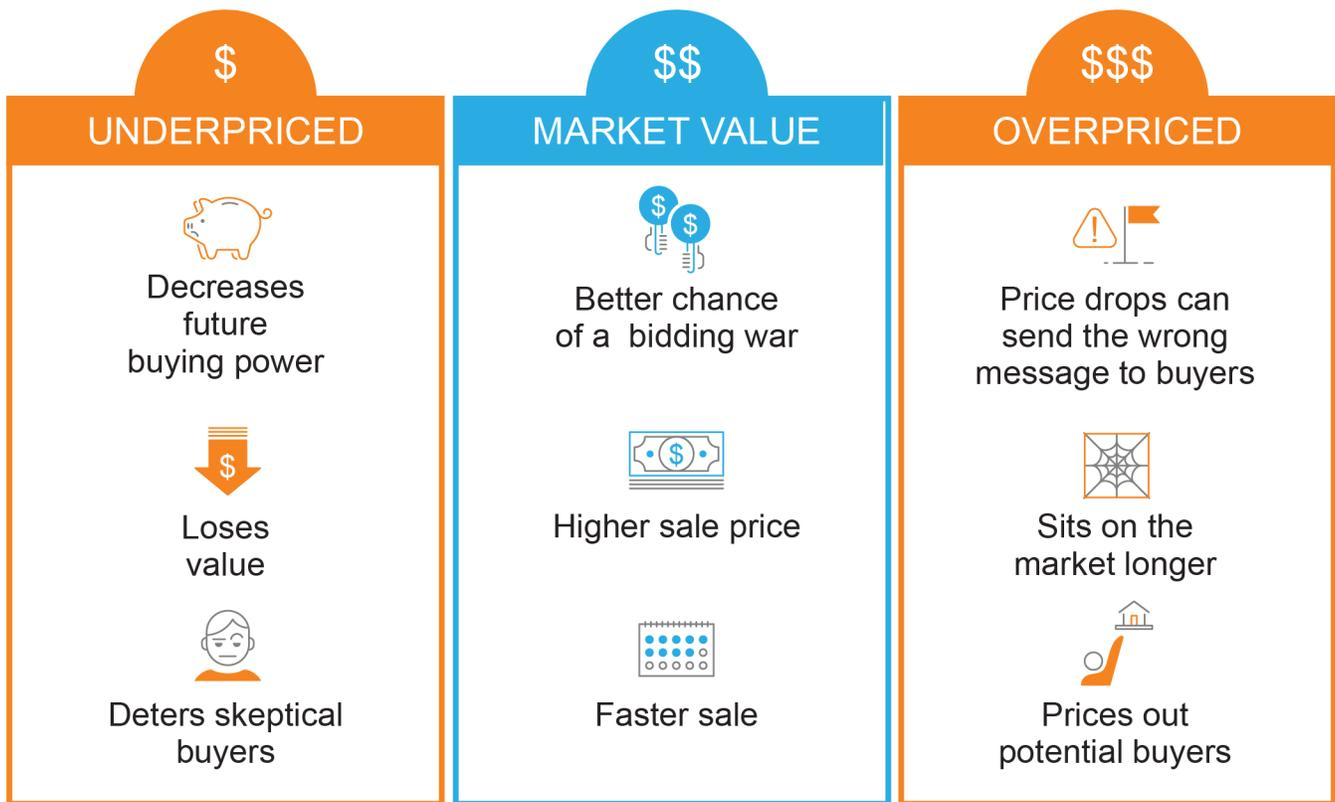 $
UNDERPRICED
Decreases
future
buying power
$
Loses
value
Deters skeptical
buyers
$$
MARKET VALUE
$
$
Better chance
of a  bidding war
$
Higher sale price
Faster sale
$$$
OVERPRICED
!
Price drops can
send the wrong
message to buyers
Sits on the
market longer
Prices out
potential buyers